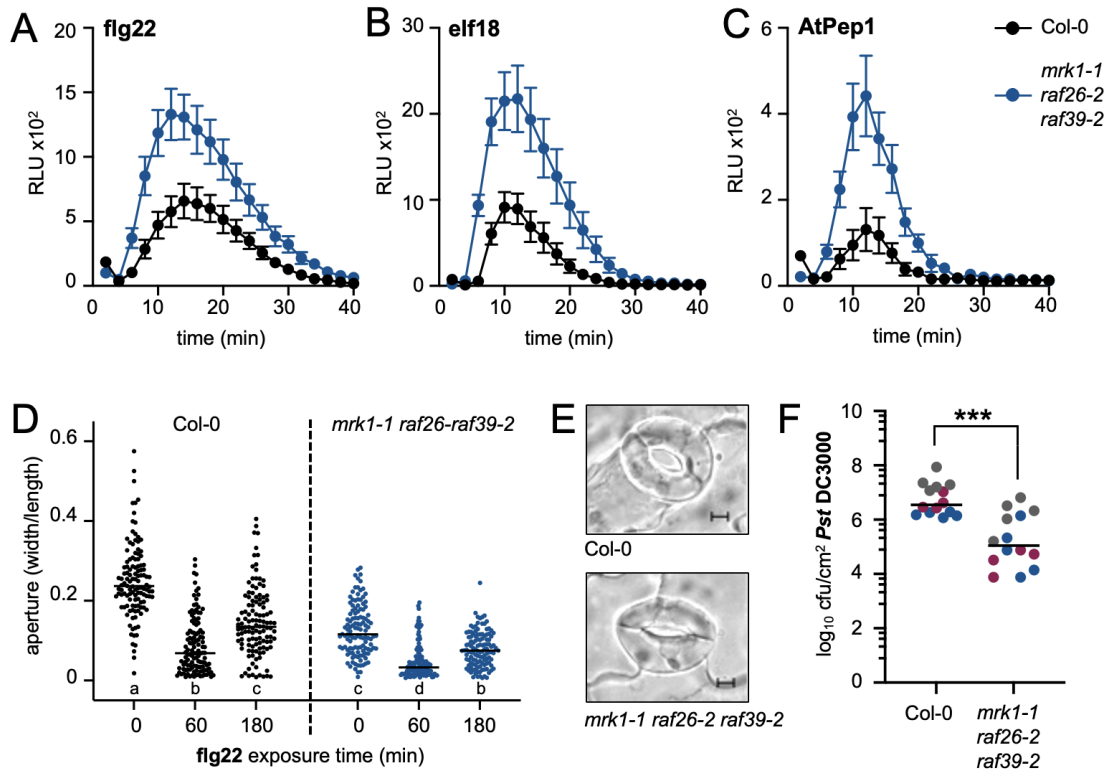 A
flg22
20
15
10
5
0
RLU x10²
0
10
20
30
40
time (min)
B
elf18
30
20
10
0
RLU x10²
0
10
20
30
40
time (min)
C
AtPep1
6
4
2
0
RLU x10²
0
10
20
30
40
time (min)
Col-0
mrk1-1
raf26-2
raf39-2
D
Col-0
mrk1-1 raf26-raf39-2
0.6
0.4
0.2
0
aperture (width/length)
a
b
c
c
d
b
0
60
180
0
60
180
flg22 exposure time (min)
E
Col-0
mrk1-1 raf26-2 raf39-2
F
***
10
8
6
4
2
0
log₁₀ cfu/cm² Pst DC3000
Col-0
mrk1-1
raf26-2
raf39-2